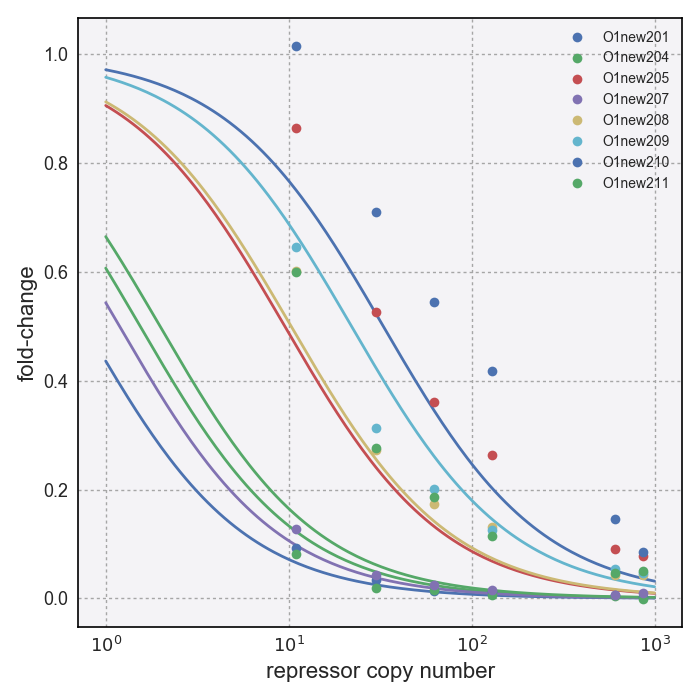 1.0
0.8
0.6
0.4
0.2
0.0
fold-change
O1new201
O1new204
O1new205
O1new207
O1new208
O1new209
O1new210
O1new211
10⁰ 10¹ 10² 10³
repressor copy number